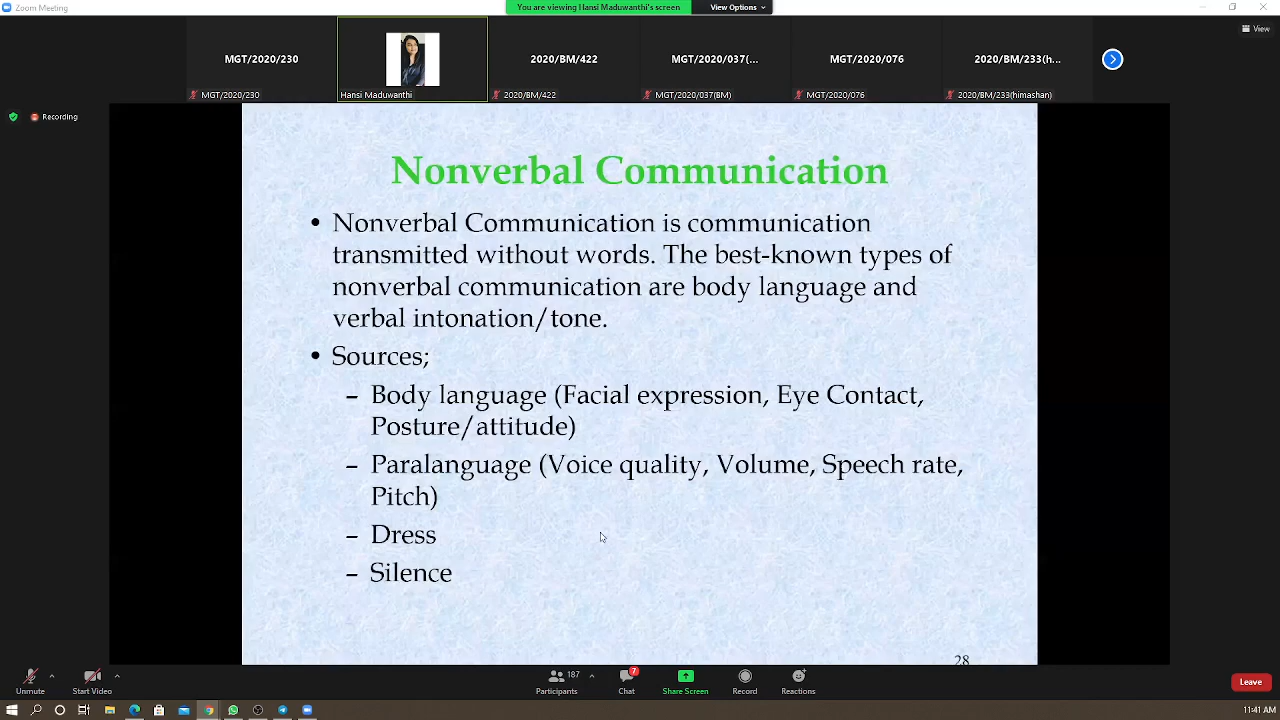 Zoom Meeting
You are viewing Hansi Maduwanthi's screen
View Options
View
MGT/2020/230
2020/BM/422
MGT/2020/037(...
MGT/2020/076
2020/BM/233(h...
MGT/2020/230
Hansi Maduwanthi
2020/BM/422
MGT/2020/037(BM)
MGT/2020/076
2020/BM/233(himashan)
Recording
Nonverbal Communication
• Nonverbal Communication is communication
transmitted without words. The best-known types of
nonverbal communication are body language and
verbal intonation/tone.
• Sources;
– Body language (Facial expression, Eye Contact,
Posture/attitude)
– Paralanguage (Voice quality, Volume, Speech rate,
Pitch)
– Dress
– Silence
28
Unmute
Start Video
187
Participants
7
Chat
Share Screen
Record
Reactions
Leave
11:41 AM